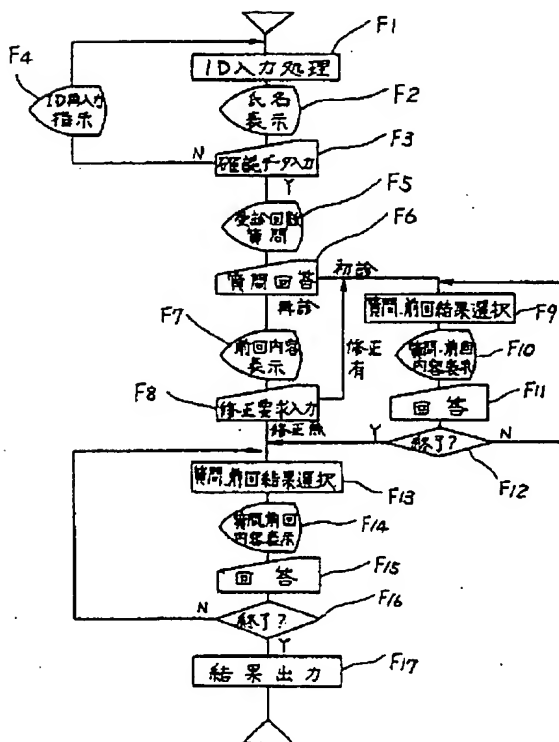 F1
ID入力処理
F2
氏名
表示
F4
ID再入力
指示
F3
N
確認データ入力
Y
F5
受診回数
質問
F6
質問回答
初診
再診
F9
質問、前回結果選択
F7
前回内容
表示
修正
有
F10
質問、前回
内容表示
F8
修正要求入力
F11
回答
修正無
Y
終了?
N
F12
質問、前回結果選択
F13
質問、前回
内容表示
F14
回答
F15
N
終了?
F16
Y
結果出力
F17